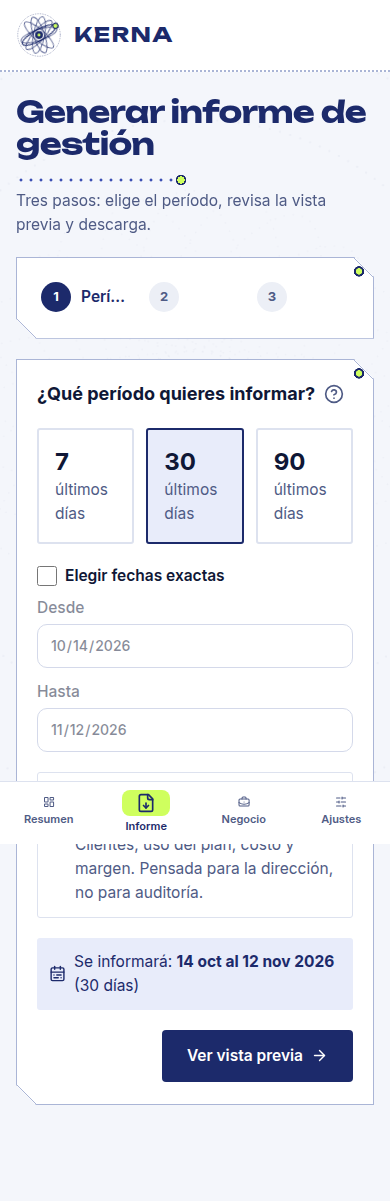 KERNA
Generar informe de
gestión
Tres pasos: elige el período, revisa la vista
previa y descarga.
1 Perí... 2 3
¿Qué período quieres informar?
7 30 90
últimos últimos últimos
días días días
Elegir fechas exactas
Desde
10/14/2026
Hasta
11/12/2026
Resumen Informe Negocio Ajustes
Clientes, uso del plan, costo y
margen. Pensada para la dirección,
no para auditoría.
Se informará: 14 oct al 12 nov 2026
(30 días)
Ver vista previa